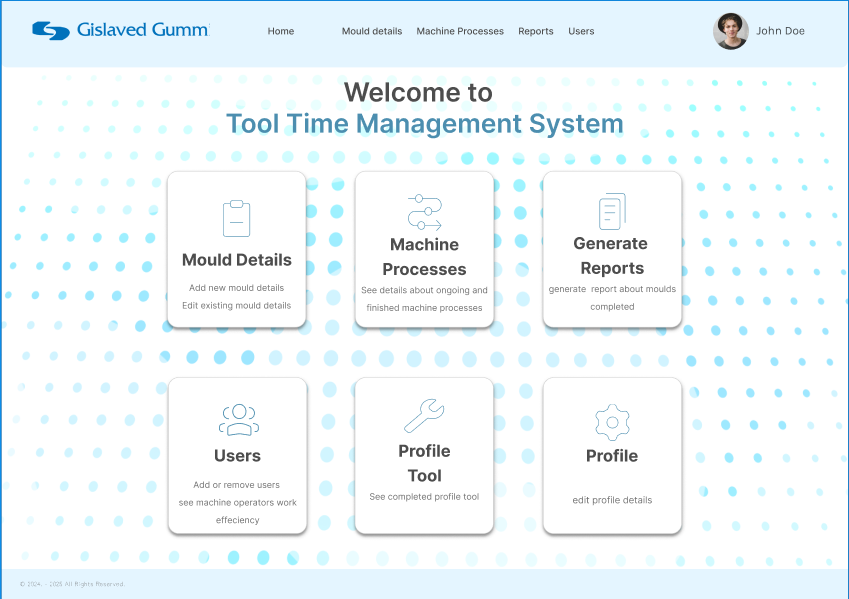 Gislaved Gummi
Home
Mould details
Machine Processes
Reports
Users
John Doe
Welcome to
Tool Time Management System
Mould Details
Add new mould details
Edit existing mould details
Machine
Processes
See details about ongoing and
finished machine processes
Generate
Reports
generate report about moulds
completed
Users
Add or remove users
see machine operators work
effeciency
Profile
Tool
See completed profile tool
Profile
edit profile details
© 2024. - 2025 All Rights Reserved.